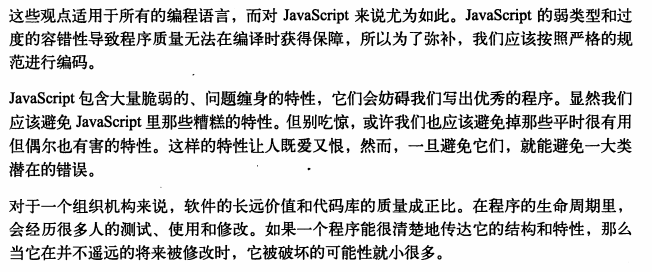 这些观点适用于所有的编程语言，而对 JavaScript 来说尤为如此。JavaScript 的弱类型和过
度的容错性导致程序质量无法在编译时获得保障，所以为了弥补，我们应该按照严格的规
范进行编码。
JavaScript 包含大量脆弱的、问题缠身的特性，它们会妨碍我们写出优秀的程序。显然我们
应该避免 JavaScript 里那些糟糕的特性。但别吃惊，或许我们也应该避免掉那些平时很有用
但偶尔也有害的特性。这样的特性让人既爱又恨，然而，一旦避免它们，就能避免一大类
潜在的错误。
对于一个组织机构来说，软件的长远价值和代码库的质量成正比。在程序的生命周期里，
会经历很多人的测试、使用和修改。如果一个程序能很清楚地传达它的结构和特性，那么
当它在并不遥远的将来被修改时，它被破坏的可能性就小很多。